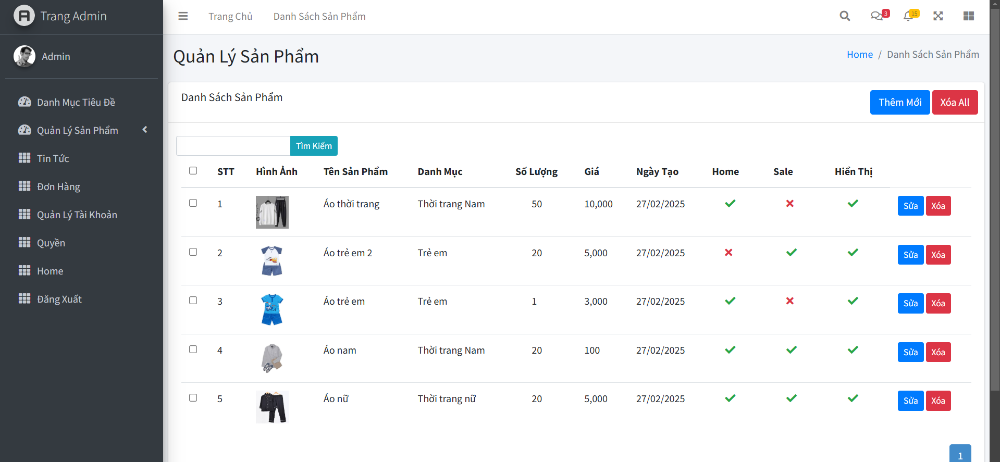 Trang Admin
Trang Chủ
Danh Sách Sản Phẩm
3
15
Admin
Quản Lý Sản Phẩm
Home / Danh Sách Sản Phẩm
Danh Mục Tiêu Đề
Quản Lý Sản Phẩm
Tin Tức
Đơn Hàng
Quản Lý Tài Khoản
Quyền
Home
Đăng Xuất
Danh Sách Sản Phẩm
Thêm Mới
Xóa All
Tìm Kiếm
STT Hình Ảnh Tên Sản Phẩm Danh Mục Số Lượng Giá Ngày Tạo Home Sale Hiển Thị
1 Áo thời trang Thời trang Nam 50 10,000 27/02/2025 Sửa Xóa
2 Áo trẻ em 2 Trẻ em 20 5,000 27/02/2025 Sửa Xóa
3 Áo trẻ em Trẻ em 1 3,000 27/02/2025 Sửa Xóa
4 Áo nam Thời trang Nam 20 100 27/02/2025 Sửa Xóa
5 Áo nữ Thời trang nữ 20 5,000 27/02/2025 Sửa Xóa
1